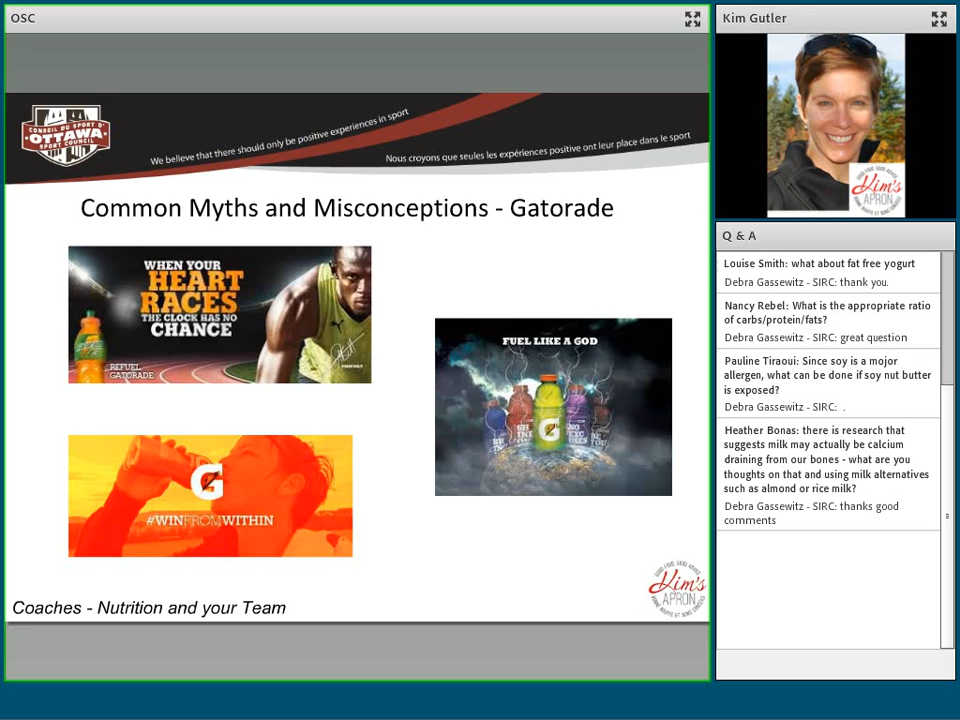 OSC
CONSEIL DU SPORT D'
OTTAWA
SPORT COUNCIL
We believe that there should only be positive experiences in sport
Nous croyons que seules les expériences positive ont leur place dans le sport
Common Myths and Misconceptions - Gatorade
WHEN YOUR
HEART
RACES
THE CLOCK HAS NO
CHANCE
REFUEL
GATORADE
FUEL LIKE A GOD
G
G
#WINFROMWITHIN
Kim's
APRON
Coaches - Nutrition and your Team
Kim Gutler
Kim's
APRON
Q & A
Louise Smith: what about fat free yogurt
Debra Gassewitz - SIRC: thank you.
Nancy Rebel: What is the appropriate ratio
of carbs/protein/fats?
Debra Gassewitz - SIRC: great question
Pauline Tiraoui: Since soy is a mojor
allergen, what can be done if soy nut butter
is exposed?
Debra Gassewitz - SIRC: .
Heather Bonas: there is research that
suggests milk may actually be calcium
draining from our bones - what are you
thoughts on that and using milk alternatives
such as almond or rice milk?
Debra Gassewitz - SIRC: thanks good
comments